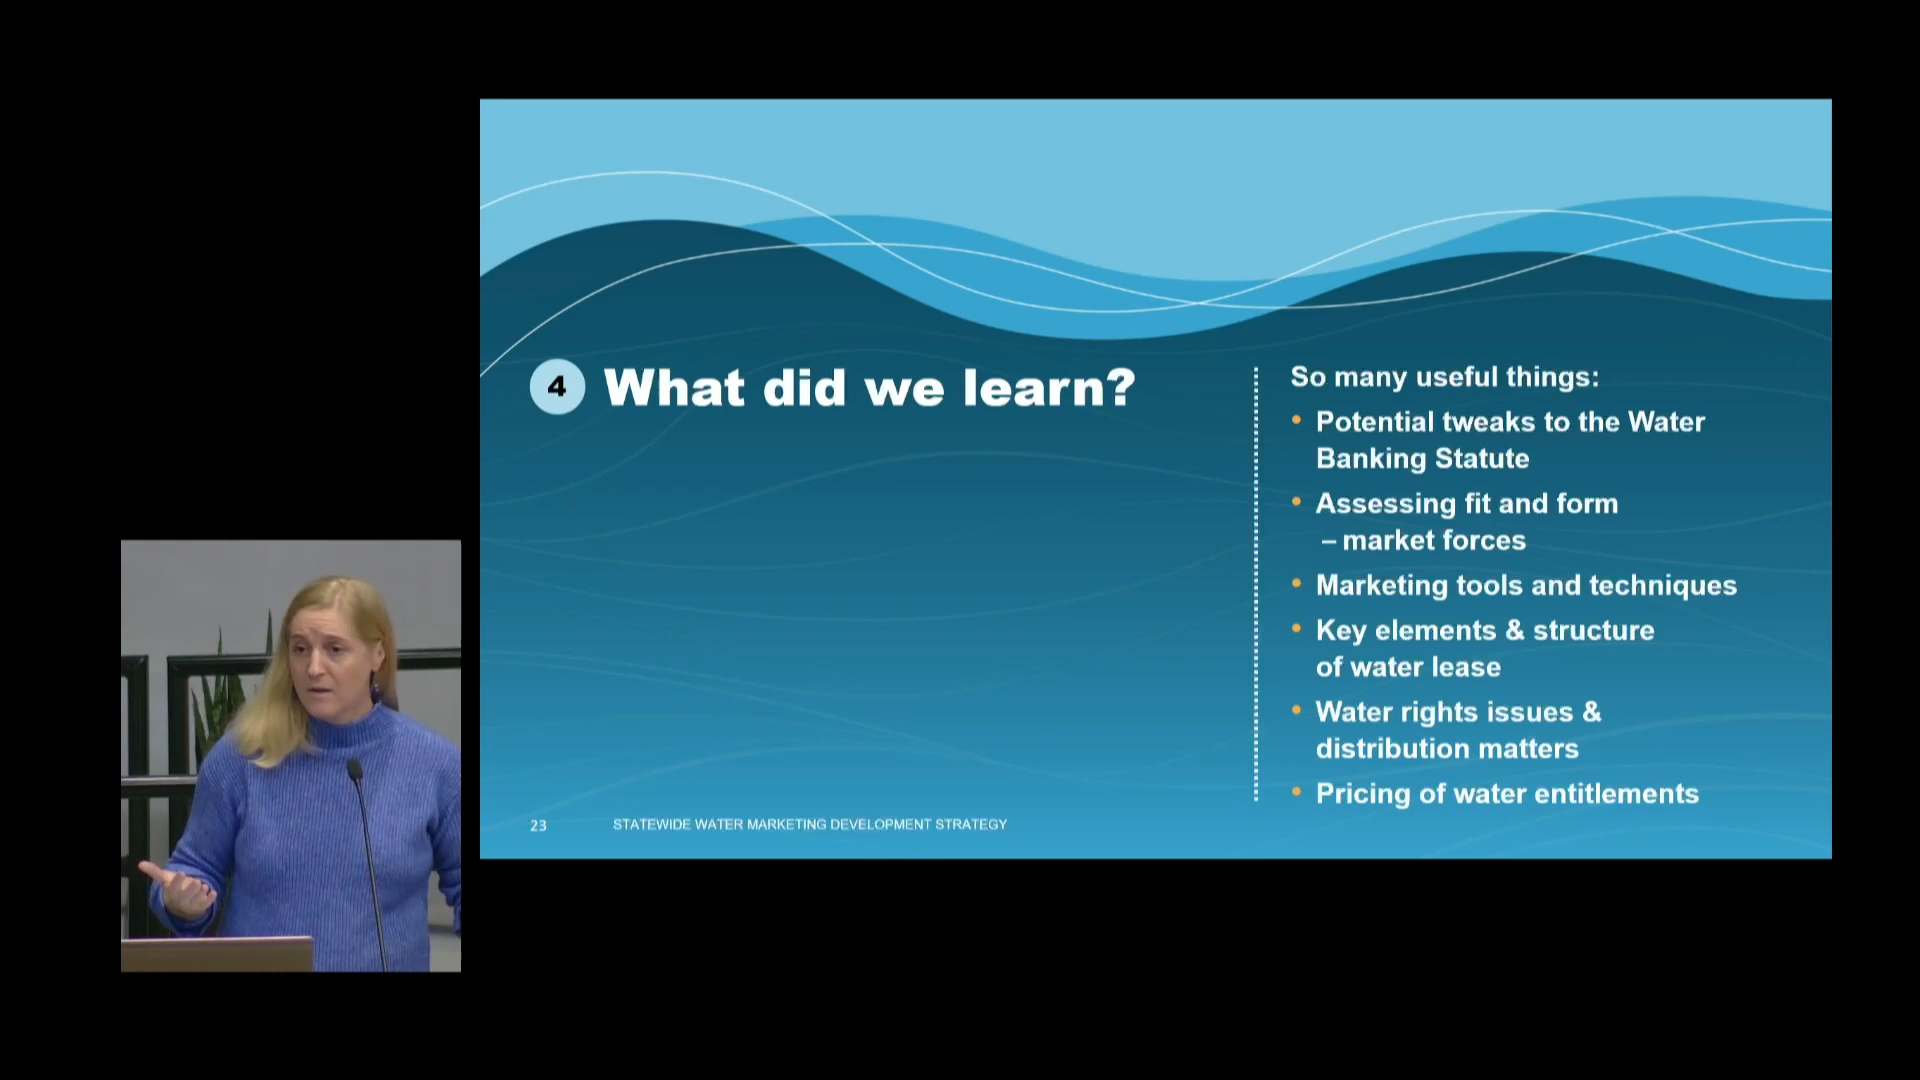 4 What did we learn?
So many useful things:
• Potential tweaks to the Water
Banking Statute
• Assessing fit and form
– market forces
• Marketing tools and techniques
• Key elements & structure
of water lease
• Water rights issues &
distribution matters
• Pricing of water entitlements
23 STATEWIDE WATER MARKETING DEVELOPMENT STRATEGY